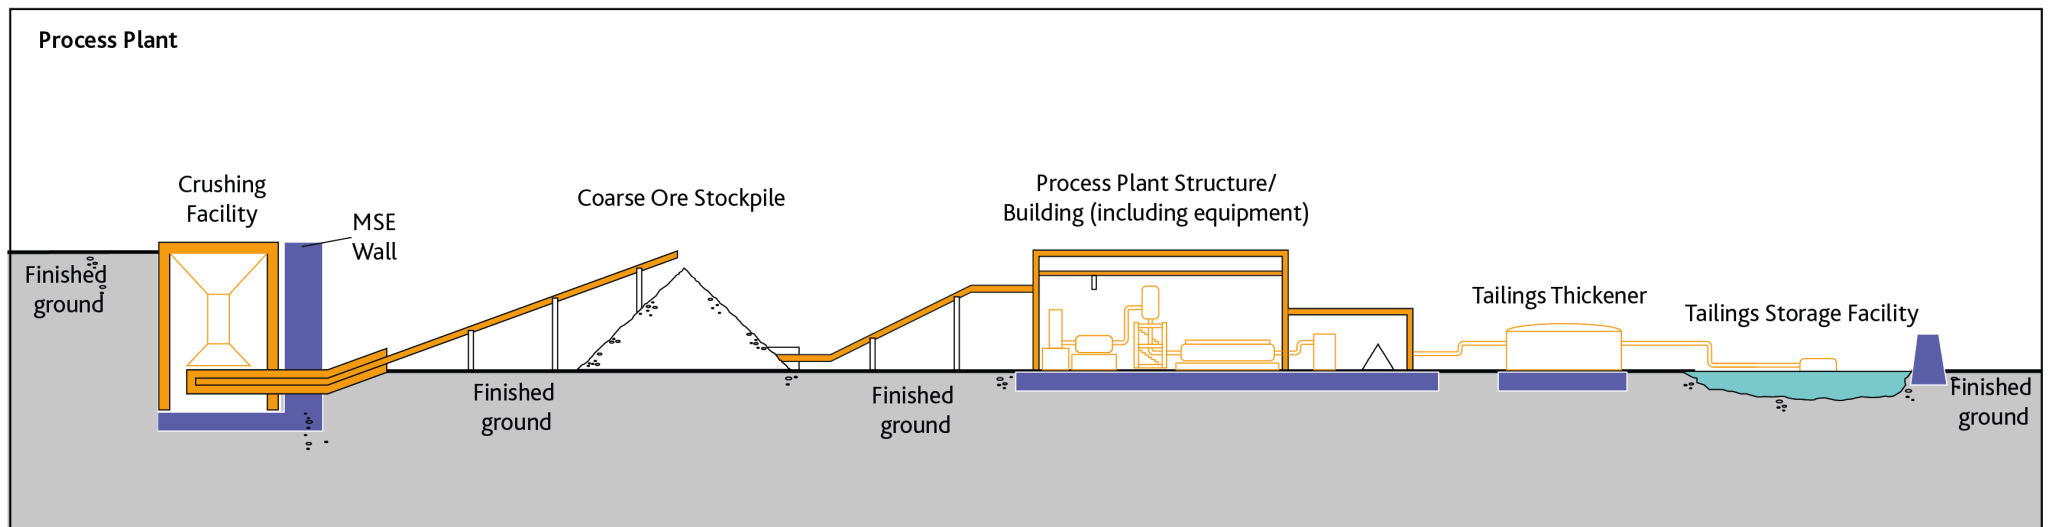 Process Plant
Crushing
Facility
MSE
Wall
Coarse Ore Stockpile
Process Plant Structure/
Building (including equipment)
Tailings Thickener
Tailings Storage Facility
Finished
ground
Finished
ground
Finished
ground
Finished
ground